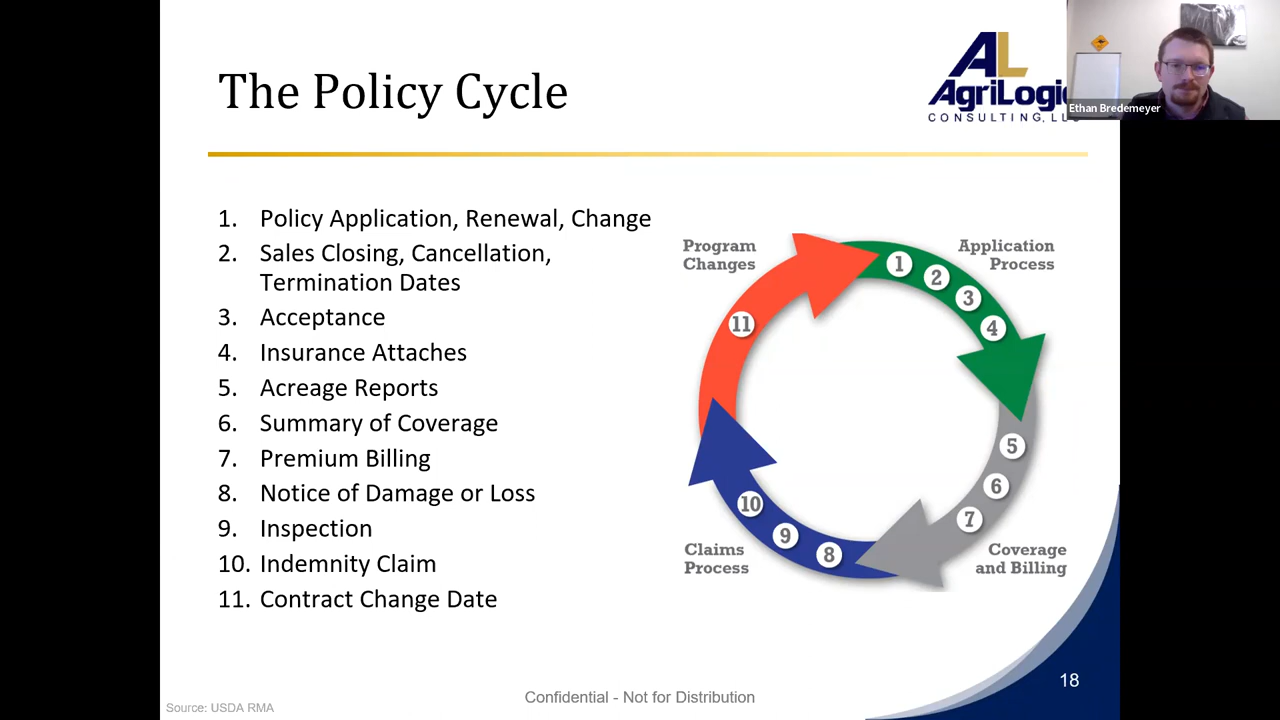 The Policy Cycle
AL
AgriLogic
CONSULTING, LL
Ethan Bredemeyer
1. Policy Application, Renewal, Change
2. Sales Closing, Cancellation,
Termination Dates
3. Acceptance
4. Insurance Attaches
5. Acreage Reports
6. Summary of Coverage
7. Premium Billing
8. Notice of Damage or Loss
9. Inspection
10. Indemnity Claim
11. Contract Change Date
Program
Changes
Application
Process
1
2
3
4
5
6
7
8
9
10
11
Claims
Process
Coverage
and Billing
18
Confidential - Not for Distribution
Source: USDA RMA